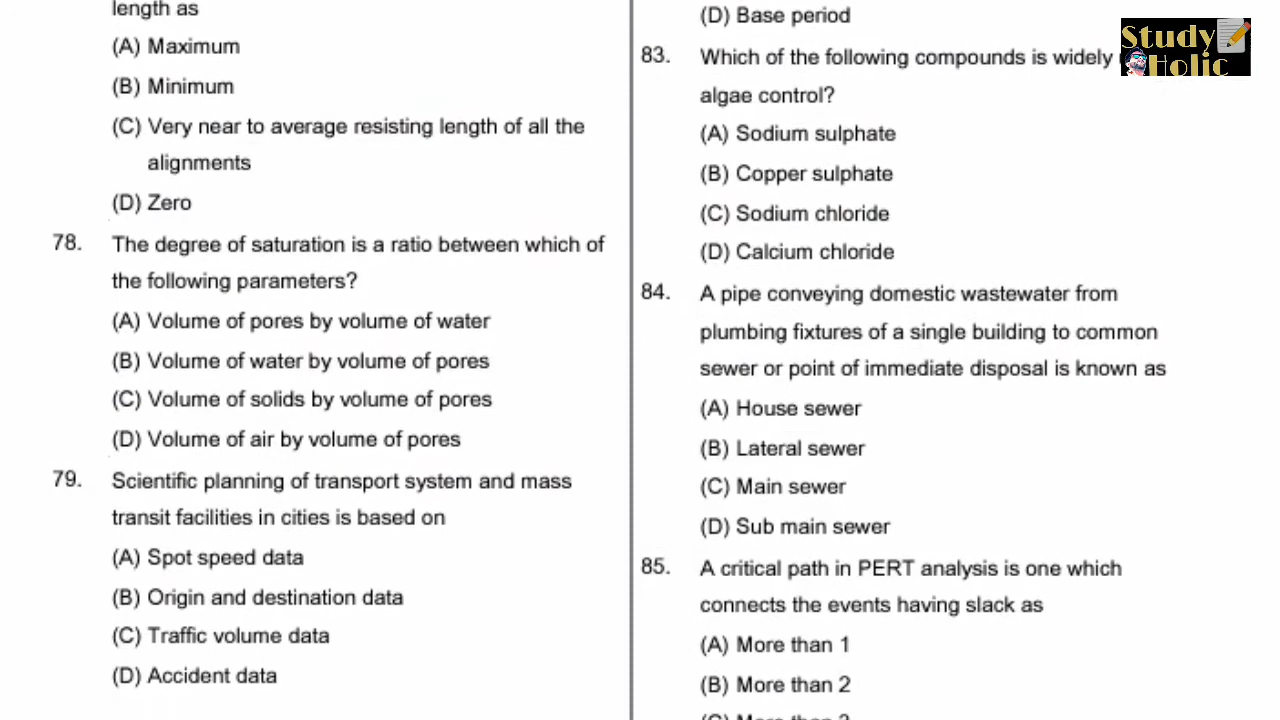 length as
(A) Maximum
(B) Minimum
(C) Very near to average resisting length of all the
alignments
(D) Zero
78. The degree of saturation is a ratio between which of
the following parameters?
(A) Volume of pores by volume of water
(B) Volume of water by volume of pores
(C) Volume of solids by volume of pores
(D) Volume of air by volume of pores
79. Scientific planning of transport system and mass
transit facilities in cities is based on
(A) Spot speed data
(B) Origin and destination data
(C) Traffic volume data
(D) Accident data
(D) Base period
83. Which of the following compounds is widely
algae control?
(A) Sodium sulphate
(B) Copper sulphate
(C) Sodium chloride
(D) Calcium chloride
84. A pipe conveying domestic wastewater from
plumbing fixtures of a single building to common
sewer or point of immediate disposal is known as
(A) House sewer
(B) Lateral sewer
(C) Main sewer
(D) Sub main sewer
85. A critical path in PERT analysis is one which
connects the events having slack as
(A) More than 1
(B) More than 2
Study
Holic